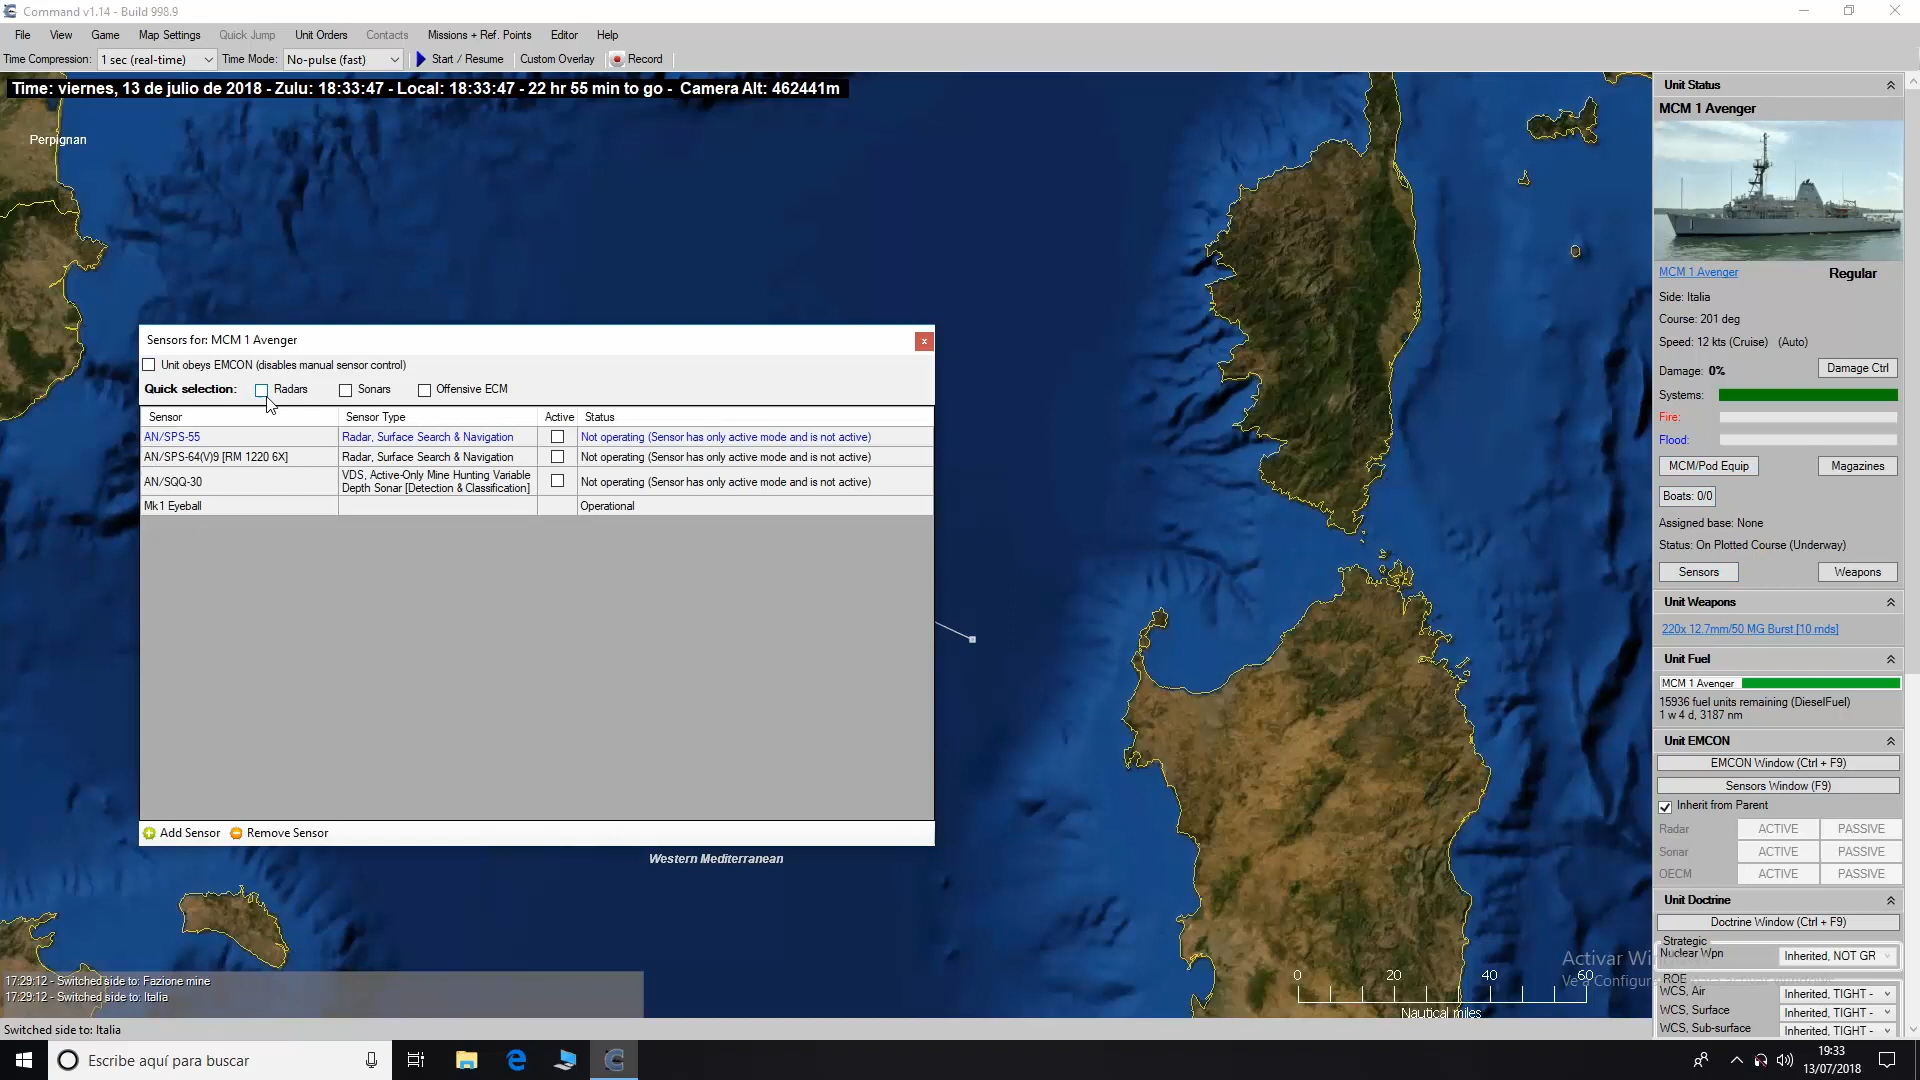 Command v1.14 - Build 998.9
File View Game Map Settings Quick Jump Unit Orders Contacts Missions + Ref. Points Editor Help
Time Compression: 1 sec (real-time) Time Mode: No-pulse (fast) Start / Resume Custom Overlay Record
Time: viernes, 13 de julio de 2018 - Zulu: 18:33:47 - Local: 18:33:47 - 22 hr 55 min to go - Camera Alt: 462441m
Perpignan
Sensors for: MCM 1 Avenger
Unit obeys EMCON (disables manual sensor control)
Quick selection: Radars Sonars Offensive ECM
Sensor Sensor Type Active Status
AN/SPS-55 Radar, Surface Search & Navigation Not operating (Sensor has only active mode and is not active)
AN/SPS-64(V)9 [RM 1220 6X] Radar, Surface Search & Navigation Not operating (Sensor has only active mode and is not active)
AN/SQQ-30 VDS, Active-Only Mine Hunting Variable Not operating (Sensor has only active mode and is not active)
Depth Sonar [Detection & Classification]
Mk1 Eyeball Operational
Add Sensor Remove Sensor
Western Mediterranean
17:29:12 - Switched side to: Fazione mine
17:29:12 - Switched side to: Italia
Switched side to: Italia
0 20 40 60
Nautical miles
Unit Status
MCM 1 Avenger
MCM 1 Avenger Regular
Side: Italia
Course: 201 deg
Speed: 12 kts (Cruise) (Auto)
Damage: 0% Damage Ctrl
Systems:
Fire:
Flood:
MCM/Pod Equip Magazines
Boats: 0/0
Assigned base: None
Status: On Plotted Course (Underway)
Sensors Weapons
Unit Weapons
220x 12.7mm/50 MG Burst [10 rnds]
Unit Fuel
MCM 1 Avenger
15936 fuel units remaining (DieselFuel)
1 w 4 d, 3187 nm
Unit EMCON
EMCON Window (Ctrl + F9)
Sensors Window (F9)
Inherit from Parent
Radar ACTIVE PASSIVE
Sonar ACTIVE PASSIVE
OECM ACTIVE PASSIVE
Unit Doctrine
Doctrine Window (Ctrl + F9)
Strategic
Nuclear Wpn Inherited, NOT GR
ROE
WCS, Air Inherited, TIGHT -
WCS, Surface Inherited, TIGHT -
WCS, Sub-surface Inherited, TIGHT -
Activar Wi
Ve a Configur
Escribe aquí para buscar
19:33
13/07/2018